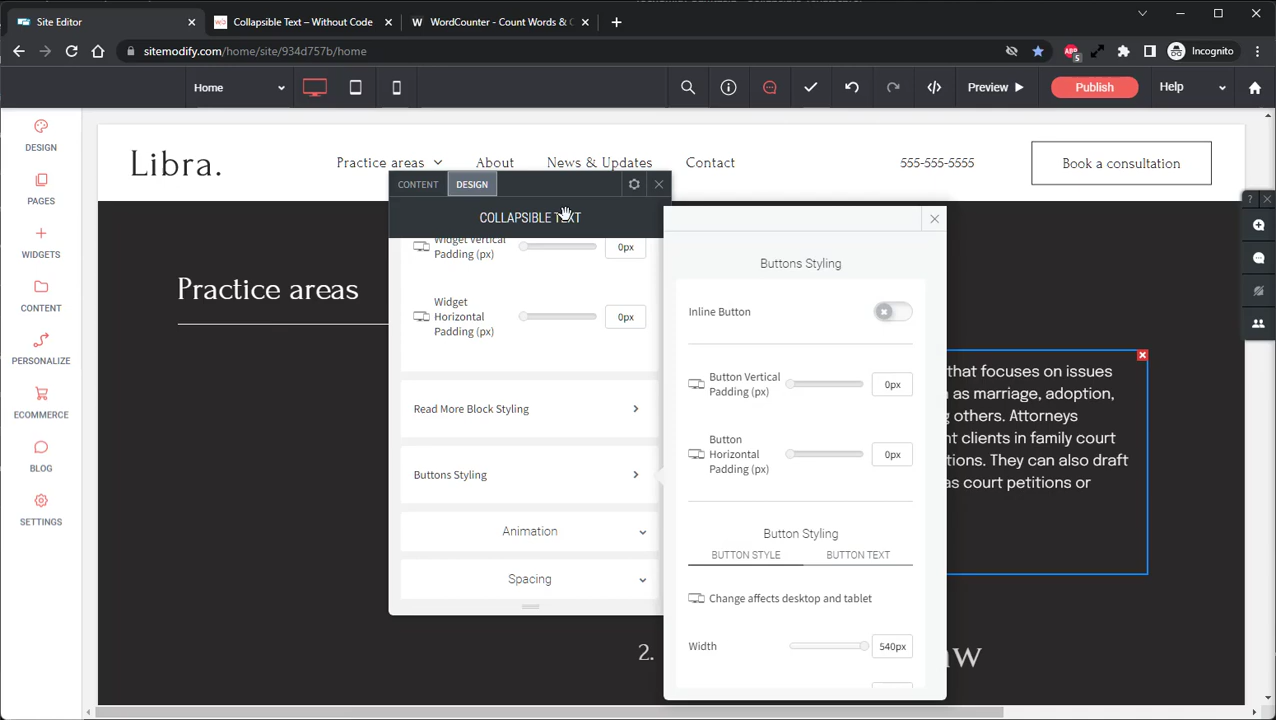 Site Editor
Collapsible Text – Without Code
WordCounter - Count Words & C
sitemodify.com/home/site/934d757b/home
5
Incognito
Home
Preview
Publish
Help
DESIGN
PAGES
WIDGETS
CONTENT
PERSONALIZE
ECOMMERCE
BLOG
SETTINGS
Libra.
Practice areas
About
News & Updates
Contact
555-555-5555
Book a consultation
Practice areas
CONTENT
DESIGN
COLLAPSIBLE TEXT
Widget Vertical
Padding (px)
0px
Widget
Horizontal
Padding (px)
0px
Read More Block Styling
Buttons Styling
Animation
Spacing
Buttons Styling
Inline Button
Button Vertical
Padding (px)
0px
Button
Horizontal
Padding (px)
0px
Button Styling
BUTTON STYLE
BUTTON TEXT
Change affects desktop and tablet
Width
540px
that focuses on issues
as marriage, adoption,
g others. Attorneys
nt clients in family court
tions. They can also draft
as court petitions or
2.
aw
?